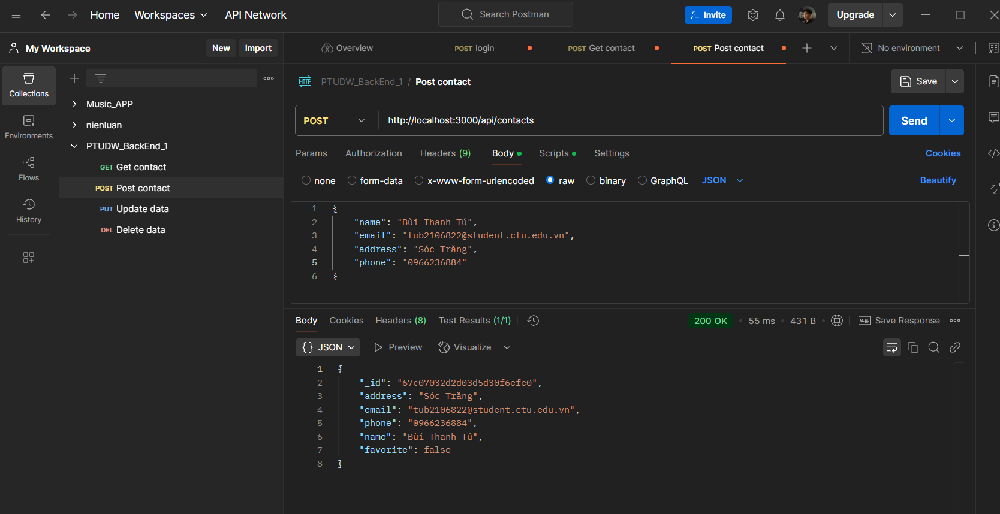 Home Workspaces API Network Search Postman Invite Upgrade
My Workspace New Import Overview POST login POST Get contact POST Post contact No environment
Collections
Environments
Flows
History
Music_APP
nienluan
PTUDW_BackEnd_1
GET Get contact
POST Post contact
PUT Update data
DEL Delete data
HTTP PTUDW_BackEnd_1 / Post contact Save
POST http://localhost:3000/api/contacts Send
Params Authorization Headers (9) Body Scripts Settings Cookies
none form-data x-www-form-urlencoded raw binary GraphQL JSON Beautify
1 {
2 "name": "Bùi Thanh Tú",
3 "email": "tub2106822@student.ctu.edu.vn",
4 "address": "Sóc Trăng",
5 "phone": "0966236884"
6 }
Body Cookies Headers (8) Test Results (1/1) 200 OK • 55 ms • 431 B • e.g. Save Response
{} JSON Preview Visualize
1 {
2 "_id": "67c07032d2d03d5d30f6efe0",
3 "address": "Sóc Trăng",
4 "email": "tub2106822@student.ctu.edu.vn",
5 "phone": "0966236884",
6 "name": "Bùi Thanh Tú",
7 "favorite": false
8 }